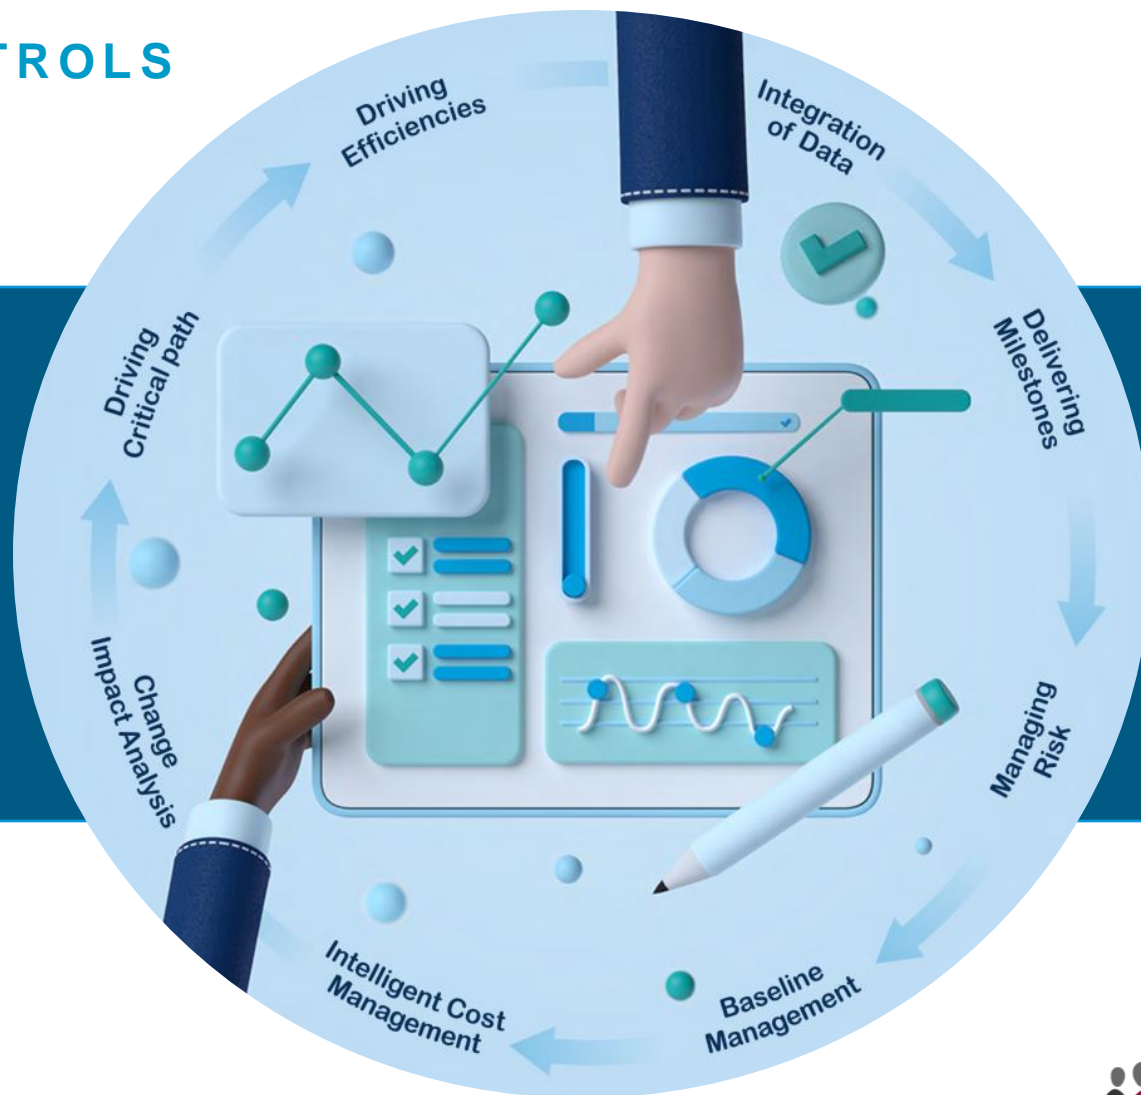 TROLS
Driving
Efficiencies
Integration
of Data
Delivering
Milestones
Managing
Risk
Baseline
Management
Intelligent Cost
Management
Change
Impact Analysis
Driving
Critical path